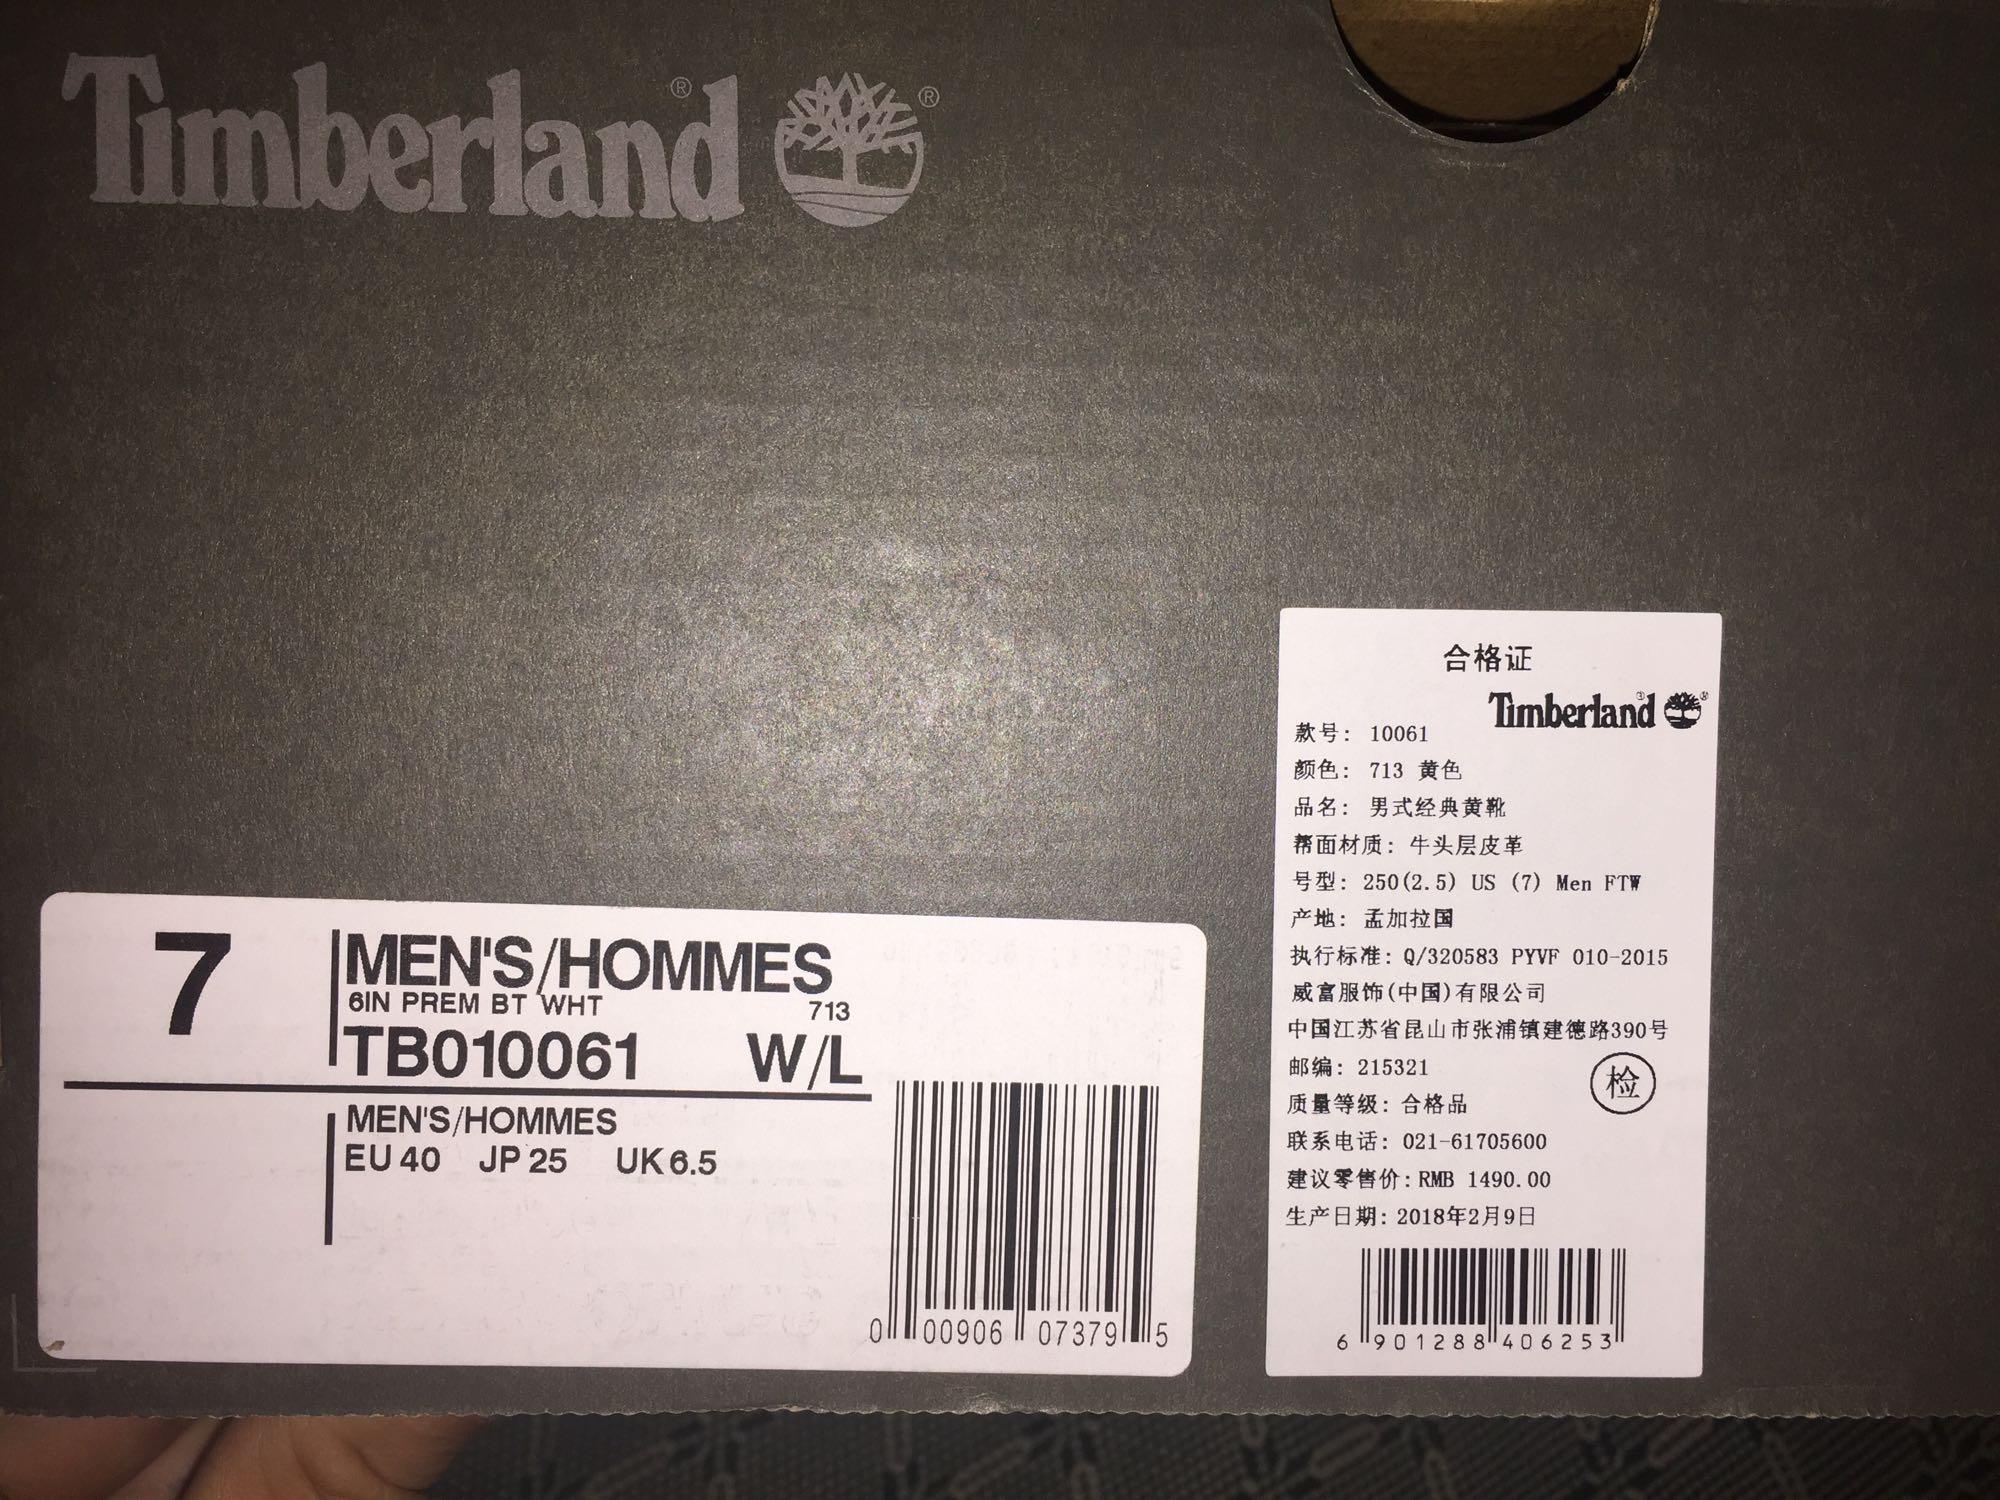 Timberland® ®
7
MEN'S/HOMMES
6IN PREM BT WHT 713
TB010061 W/L
MEN'S/HOMMES
EU 40 JP 25 UK 6.5
0 00906 07379 5
合格证
Timberland
款号: 10061
颜色: 713 黄色
品名: 男式经典黄靴
帮面材质: 牛头层皮革
号型: 250(2.5) US (7) Men FTW
产地: 孟加拉国
执行标准: Q/320583 PYVF 010-2015
威富服饰(中国)有限公司
中国江苏省昆山市张浦镇建德路390号
邮编: 215321
检
质量等级: 合格品
联系电话: 021-61705600
建议零售价: RMB 1490.00
生产日期: 2018年2月9日
6 901288 406253